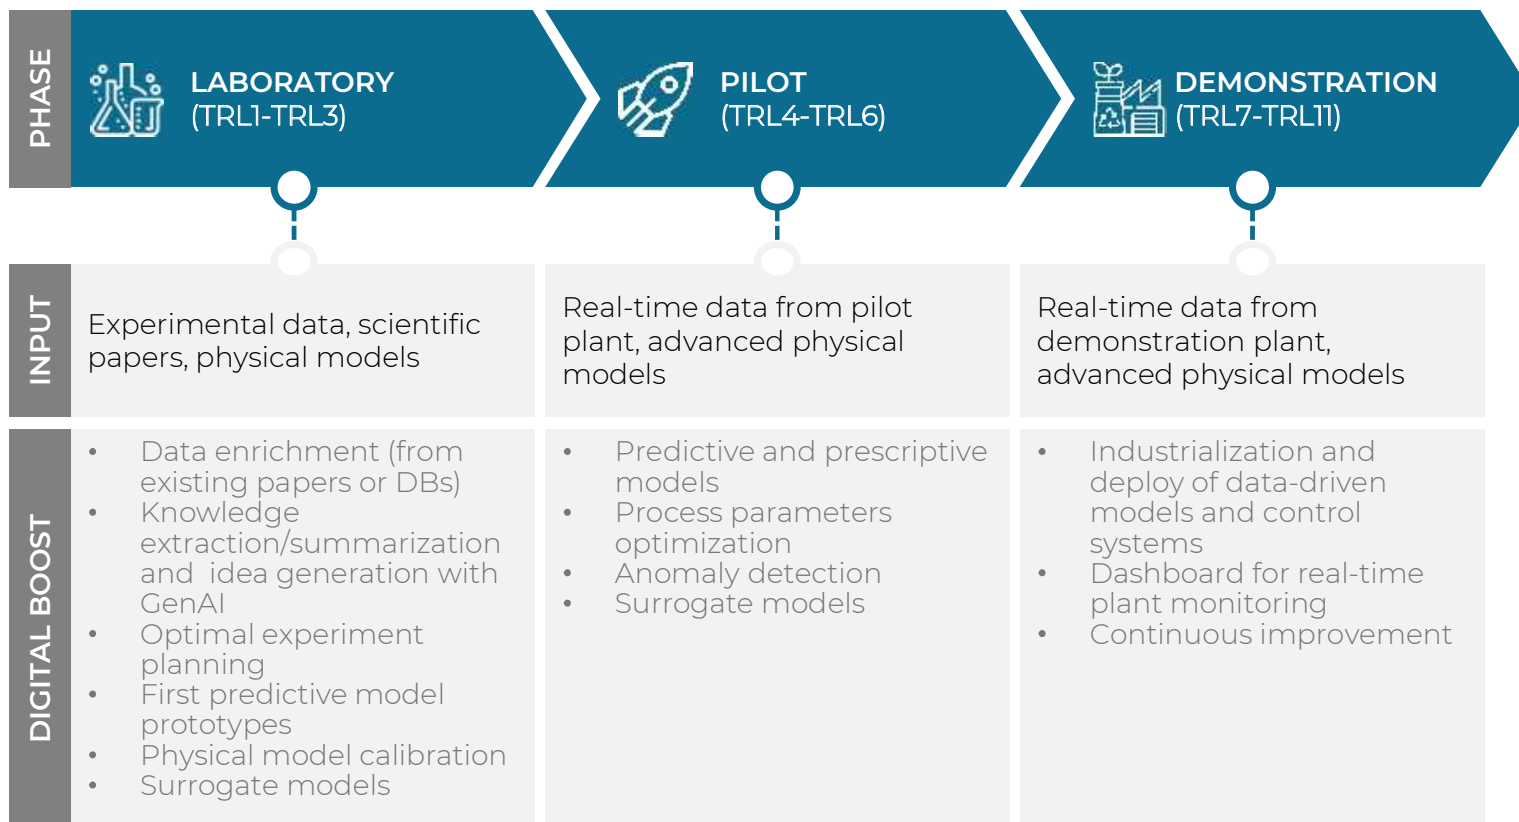 PHASE
LABORATORY
(TRL1-TRL3)
PILOT
(TRL4-TRL6)
DEMONSTRATION
(TRL7-TRL11)
INPUT
Experimental data, scientific
papers, physical models
Real-time data from pilot
plant, advanced physical
models
Real-time data from
demonstration plant,
advanced physical models
DIGITAL BOOST
• Data enrichment (from
existing papers or DBs)
• Knowledge
extraction/summarization
and  idea generation with
GenAI
• Optimal experiment
planning
• First predictive model
prototypes
• Physical model calibration
• Surrogate models
• Predictive and prescriptive
models
• Process parameters
optimization
• Anomaly detection
• Surrogate models
• Industrialization and
deploy of data-driven
models and control
systems
• Dashboard for real-time
plant monitoring
• Continuous improvement